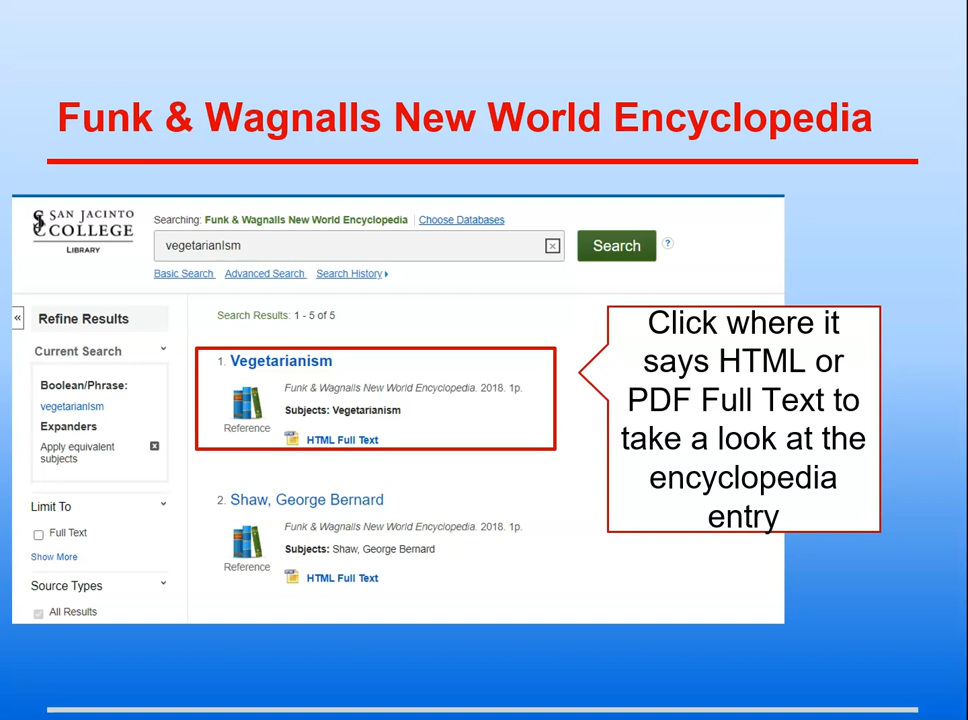 Funk & Wagnalls New World Encyclopedia
SAN JACINTO
COLLEGE
LIBRARY
Searching: Funk & Wagnalls New World Encyclopedia Choose Databases
vegetarianIsm
Search
?
Basic Search Advanced Search Search History
«
Refine Results
Current Search
Boolean/Phrase:
vegetarianism
Expanders
Apply equivalent
subjects
Limit To
Full Text
Show More
Source Types
All Results
Search Results: 1 - 5 of 5
1. Vegetarianism
Funk & Wagnalls New World Encyclopedia. 2018. 1p.
Subjects: Vegetarianism
Reference
HTML Full Text
2. Shaw, George Bernard
Funk & Wagnalls New World Encyclopedia. 2018. 1p.
Subjects: Shaw, George Bernard
Reference
HTML Full Text
Click where it
says HTML or
PDF Full Text to
take a look at the
encyclopedia
entry